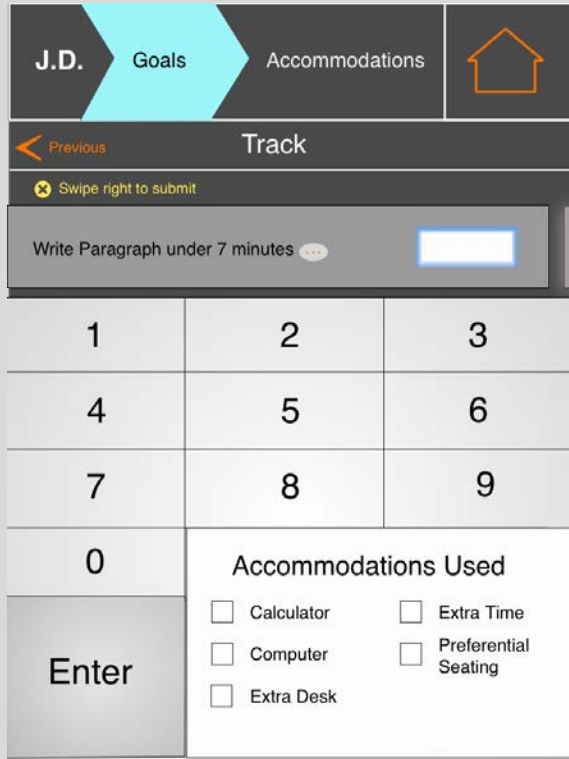 J.D. Goals Accommodations
Previous Track
Swipe right to submit
Write Paragraph under 7 minutes ...
1 2 3
4 5 6
7 8 9
0
Accommodations Used
Calculator Extra Time
Computer Preferential
Seating
Extra Desk
Enter